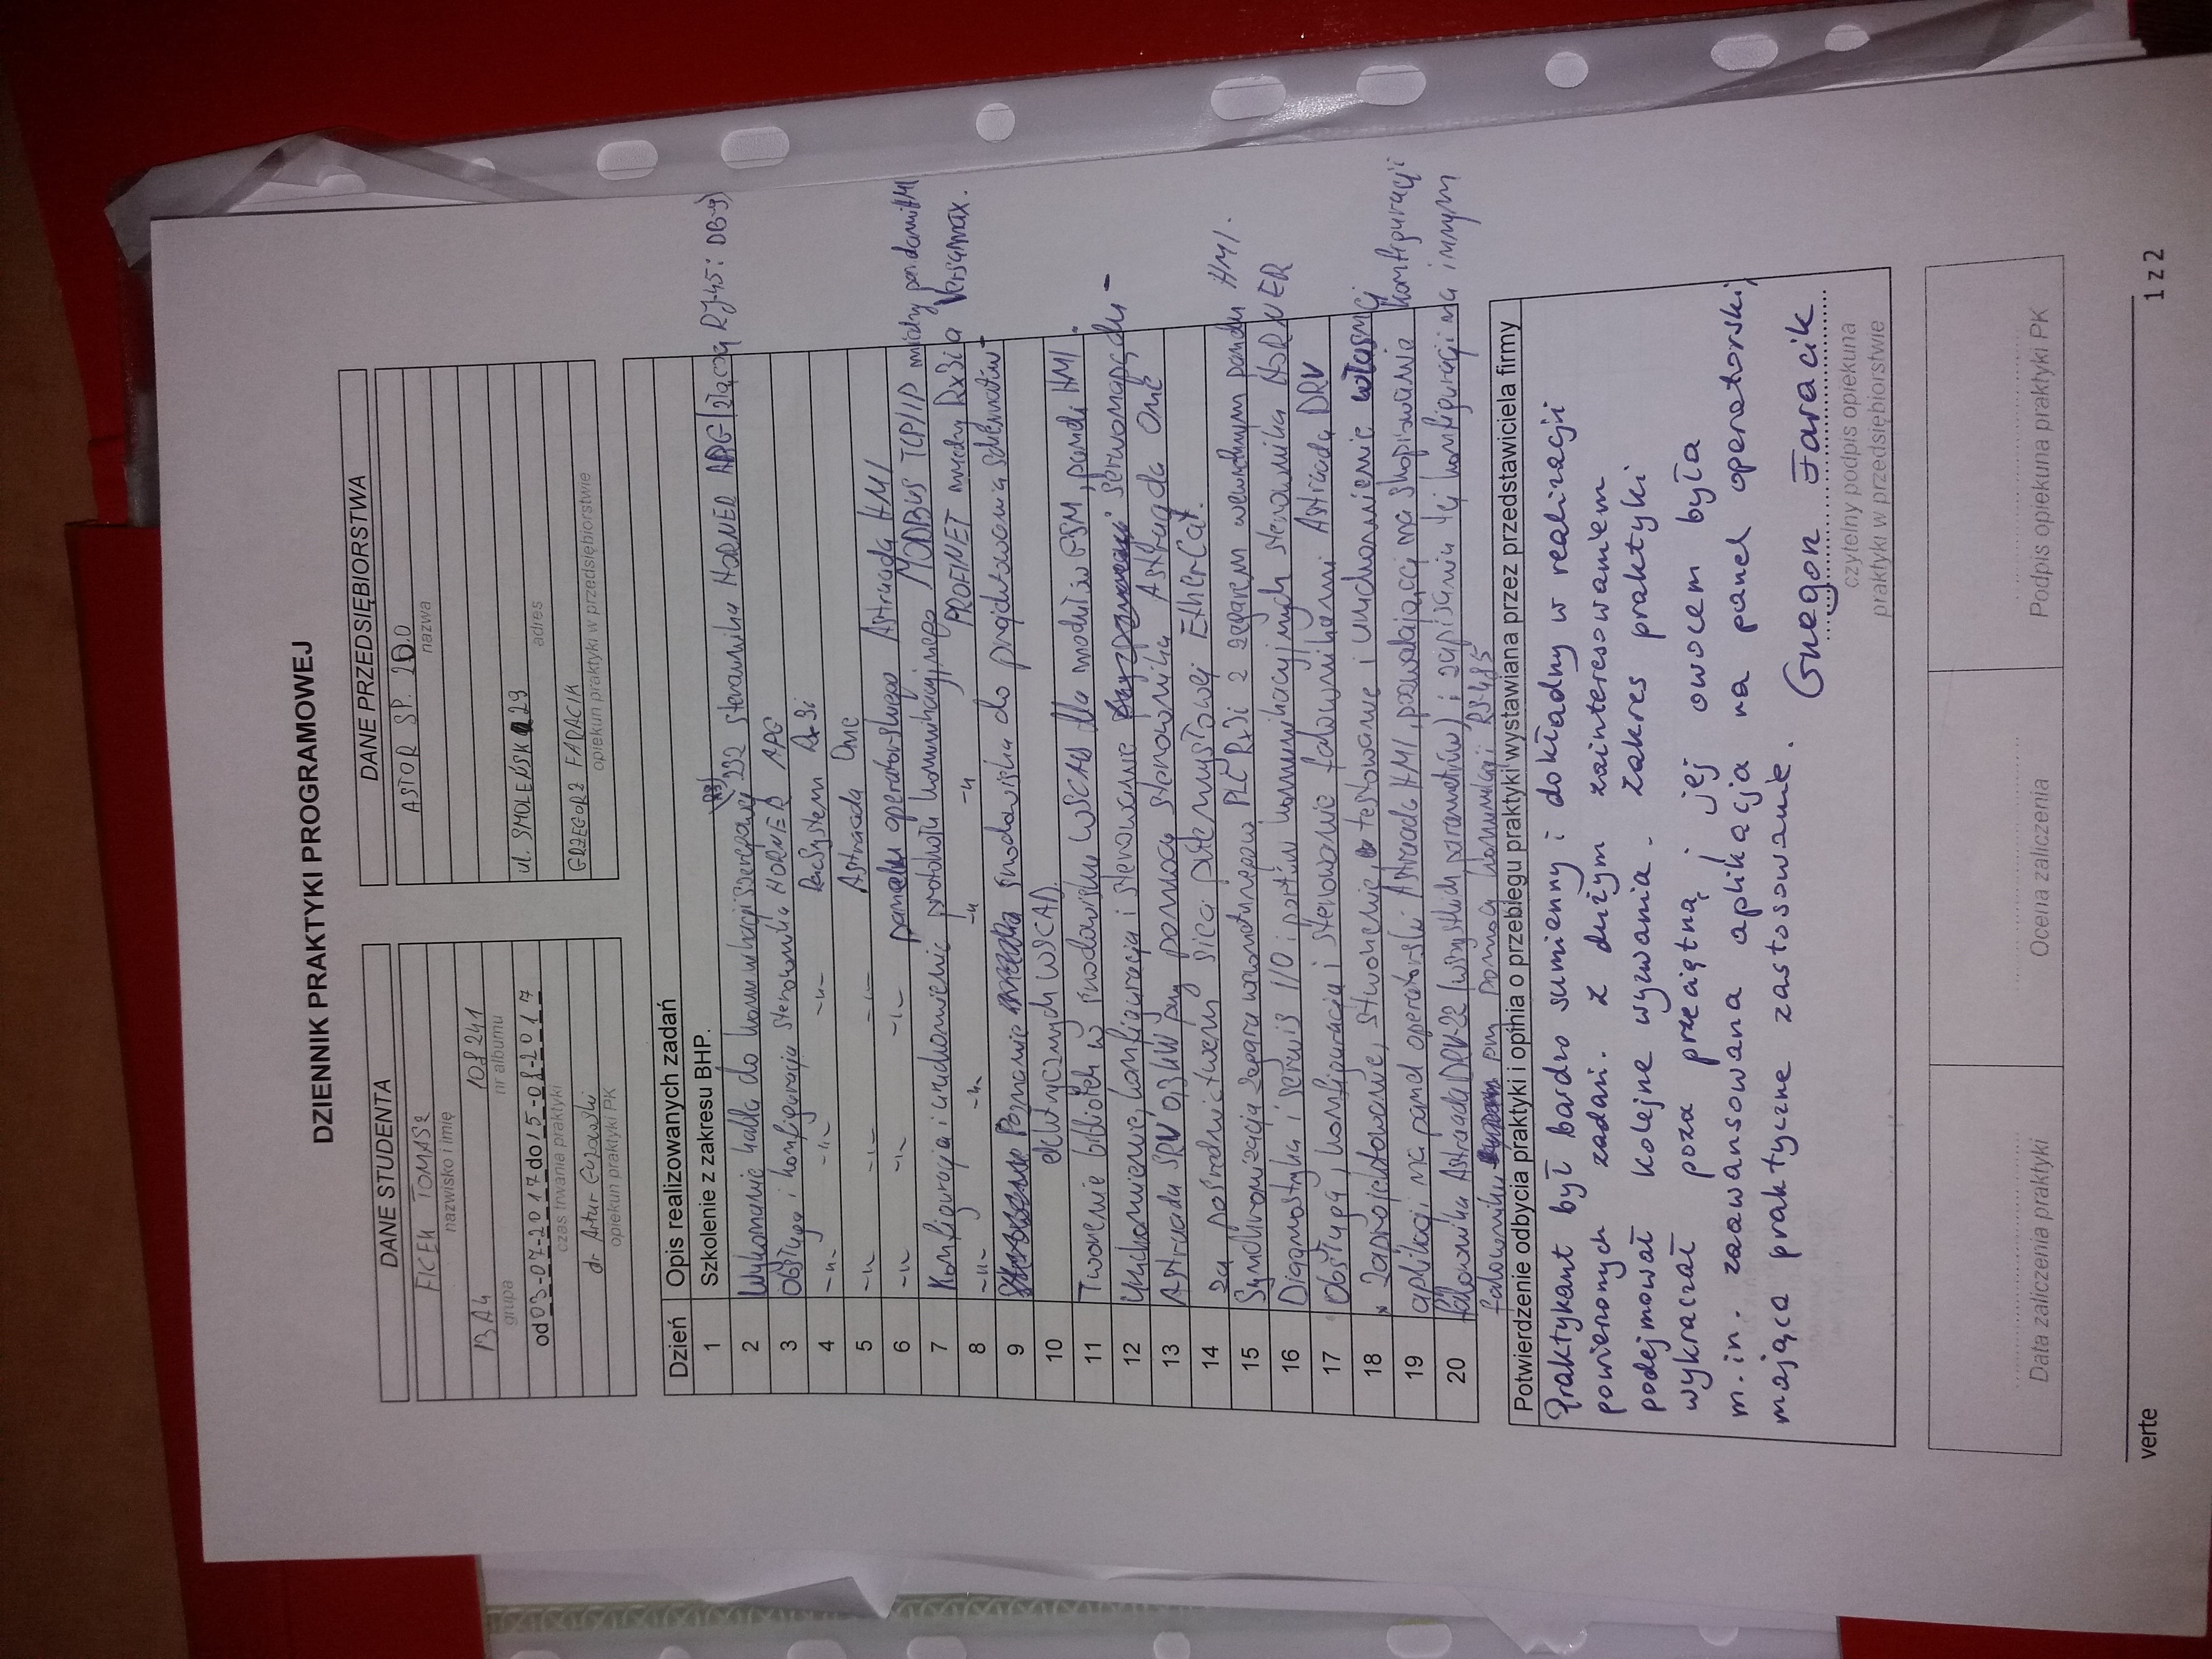 DZIENNIK PRAKTYKI PROGRAMOWEJ
DANE STUDENTA
FICEK TOMASZ
nazwisko i imię
13A4 108241
grupa nr albumu
od 03-07-2017 do 15-08-2017
czas trwania praktyki
dr Artur Guzowski
opiekun praktyki PK
DANE PRZEDSIĘBIORSTWA
ASTOR SP. ZO.O
nazwa
ul. SMOLEŃSK 29
adres
GRZEGORZ FARACIK
opiekun praktyki w przedsiębiorstwie
Dzień Opis realizowanych zadań
1 Szkolenie z zakresu BHP.
2 Wykonanie kabla do komunikacji szeregowej (RS) 232 sterownika HORNER APG (złącza RJ-45 i DB-9)
3 Obsługa i konfiguracja sterownika HORNER APG
4 -"- -"- -"- PacSystem Rx3i
5 -"- -"- -"- Astraada One
6 -"- -"- -"- panelu operatorskiego Astraada HMI
7 Konfiguracja i uruchomienie protokołu komunikacyjnego MODBUS TCP/IP między panelami HMI
8 -"- -"- -"- -"- PROFINET między Rx3i a Versamax.
9 Poznanie środowiska do projektowania schematów
10 elektrycznych WSCAD.
11 Tworzenie bibliotek w środowisku WSCAD dla modułów GSM, paneli HMI.
12 Uruchomienie, konfiguracja i sterowanie serwonapędu -
13 Astraada SRV 0,3kW przy pomocy sterownika Astraada One
14 za pośrednictwem sieci przemysłowej EtherCat.
15 Synchronizacja zegara wewnętrznego PLC Rx3i z zegarem wewnętrznym panelu HMI.
16 Diagnostyka i serwis I/O i portów komunikacyjnych sterownika HORNER
17 Obsługa, konfiguracja i sterowanie falownikami Astraada DRV
18 Zaprojektowanie, stworzenie, testowanie i uruchomienie własnej
19 aplikacji na panel operatorski Astraada HMI, pozwalającej na skopiowanie konfiguracji
20 falownika Astraada DRV-22 (wszystkich parametrów) i zapisania tej konfiguracji na innym
falowniku przy pomocy komunikacji RS-485
Potwierdzenie odbycia praktyki i opinia o przebiegu praktyki wystawiana przez przedstawiciela firmy
Praktykant był bardzo sumienny i dokładny w realizacji
powierzonych zadań. Z dużym zainteresowaniem
podejmował kolejne wyzwania. Zakres praktyki
wykraczał poza przeciętną i jej owocem była
m.in. zaawansowana aplikacja na panel operatorski,
mająca praktyczne zastosowanie.
Grzegorz Faracik
czytelny podpis opiekuna
praktyki w przedsiębiorstwie
Data zaliczenia praktyki Ocena zaliczenia Podpis opiekuna praktyki PK
verte 1 z 2